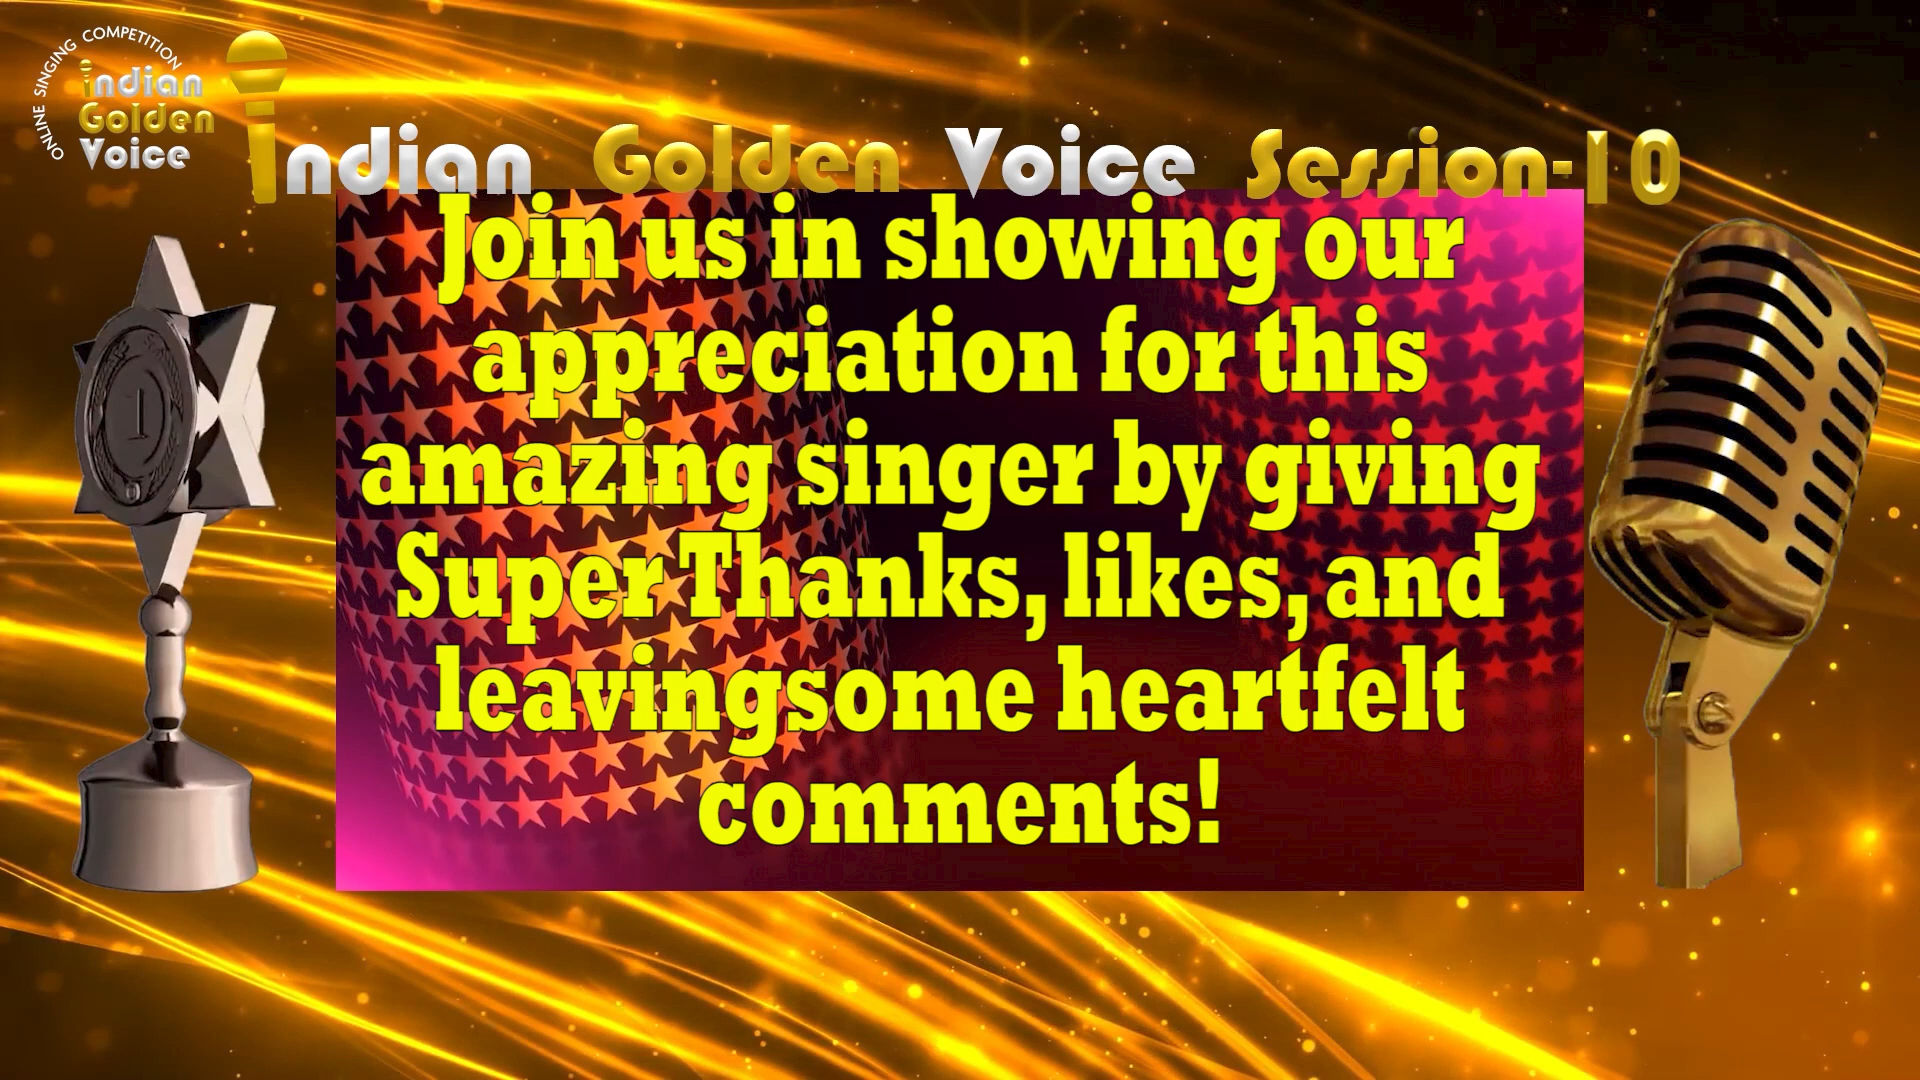 ONLINE SINGING COMPETITION
indian
Golden
Voice
indian Golden Voice Session-10
Join us in showing our
appreciation for this
amazing singer by giving
Super Thanks, likes, and
leavingsome heartfelt
comments!
1